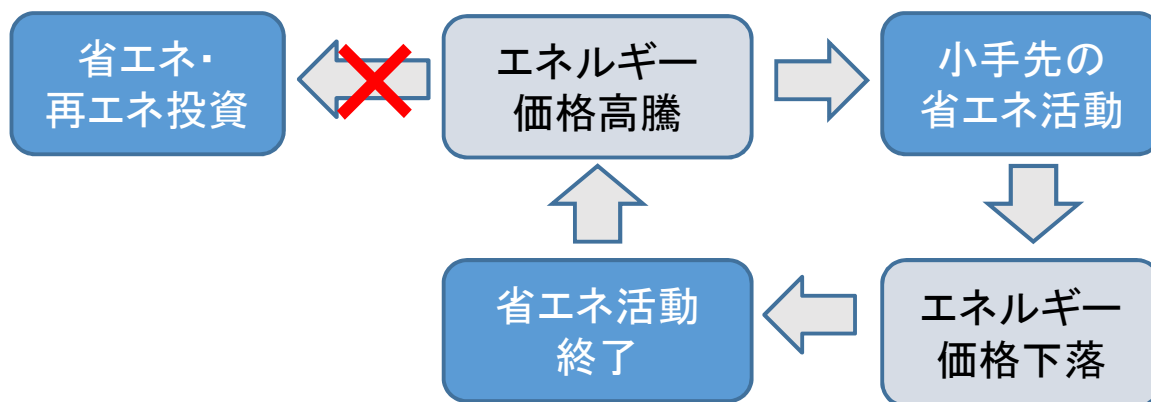 省エネ・
再エネ投資
エネルギー
価格高騰
小手先の
省エネ活動
省エネ活動
終了
エネルギー
価格下落